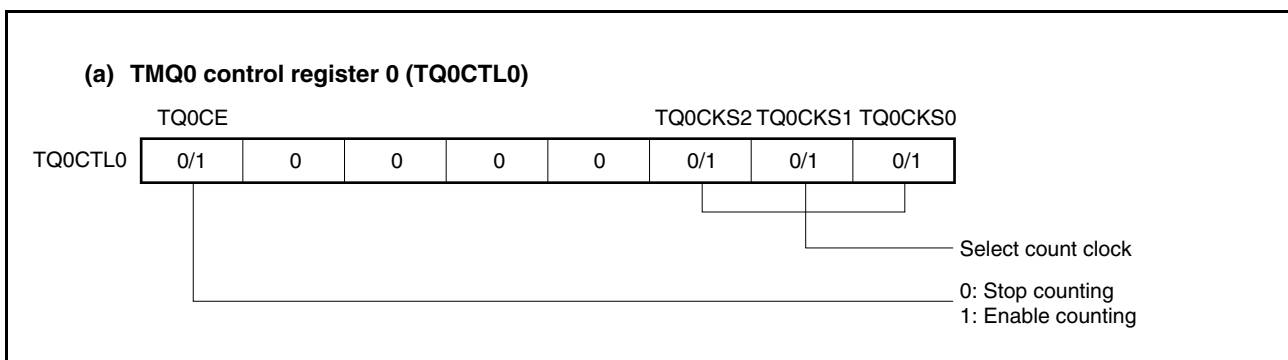 (a) TMQ0 control register 0 (TQ0CTL0)
TQ0CE TQ0CKS2 TQ0CKS1 TQ0CKS0
TQ0CTL0 0/1 0 0 0 0 0/1 0/1 0/1
Select count clock
0: Stop counting
1: Enable counting